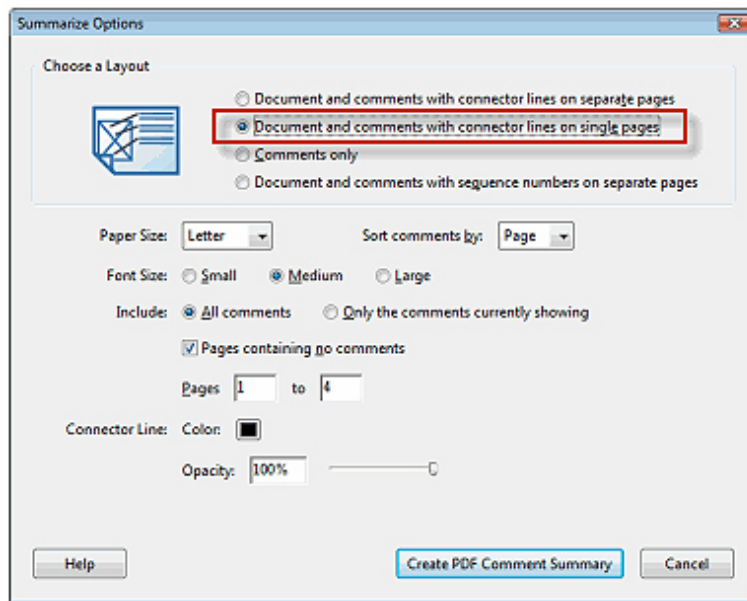 Summarize Options
Choose a Layout
Document and comments with connector lines on separate pages
Document and comments with connector lines on single pages
Comments only
Document and comments with sequence numbers on separate pages
Paper Size: Letter Sort comments by: Page
Font Size: Small Medium Large
Include: All comments Only the comments currently showing
Pages containing no comments
Pages 1 to 4
Connector Line: Color:
Opacity: 100%
Help Create PDF Comment Summary Cancel